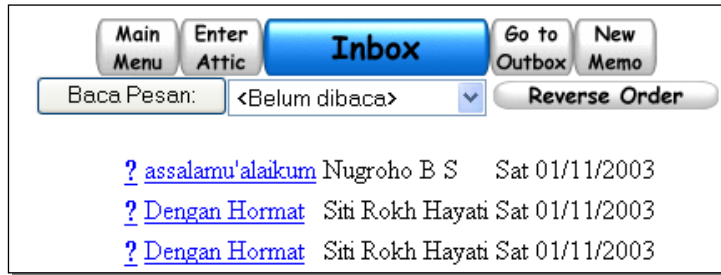 Main Menu Enter Attic Inbox Go to Outbox New Memo
Baca Pesan: <Belum dibaca> Reverse Order
? assalamu'alaikum Nugroho B S Sat 01/11/2003
? Dengan Hormat Siti Rokh Hayati Sat 01/11/2003
? Dengan Hormat Siti Rokh Hayati Sat 01/11/2003